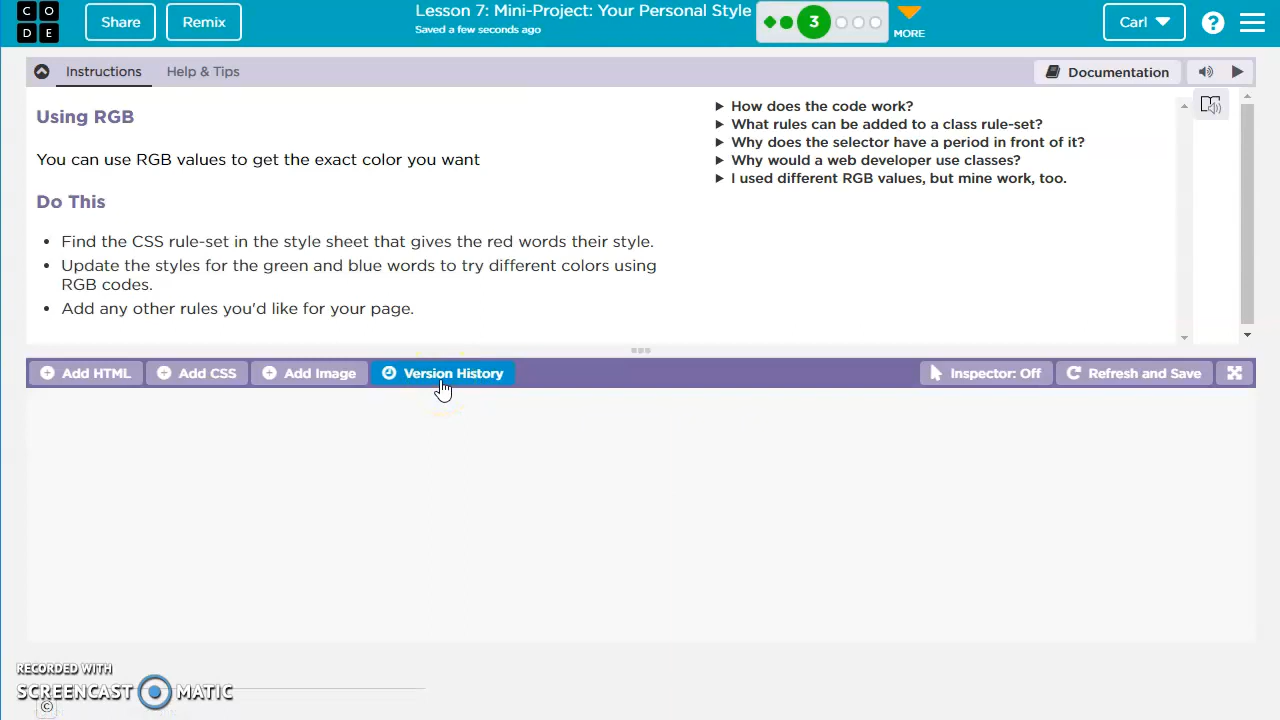 C O
D E
Share
Remix
Lesson 7: Mini-Project: Your Personal Style
Saved a few seconds ago
3
MORE
Carl
?
Instructions
Help & Tips
Documentation
Using RGB
You can use RGB values to get the exact color you want
Do This
• Find the CSS rule-set in the style sheet that gives the red words their style.
• Update the styles for the green and blue words to try different colors using
RGB codes.
• Add any other rules you'd like for your page.
How does the code work?
What rules can be added to a class rule-set?
Why does the selector have a period in front of it?
Why would a web developer use classes?
I used different RGB values, but mine work, too.
Add HTML
Add CSS
Add Image
Version History
Inspector: Off
Refresh and Save
RECORDED WITH
SCREENCAST MATIC
©